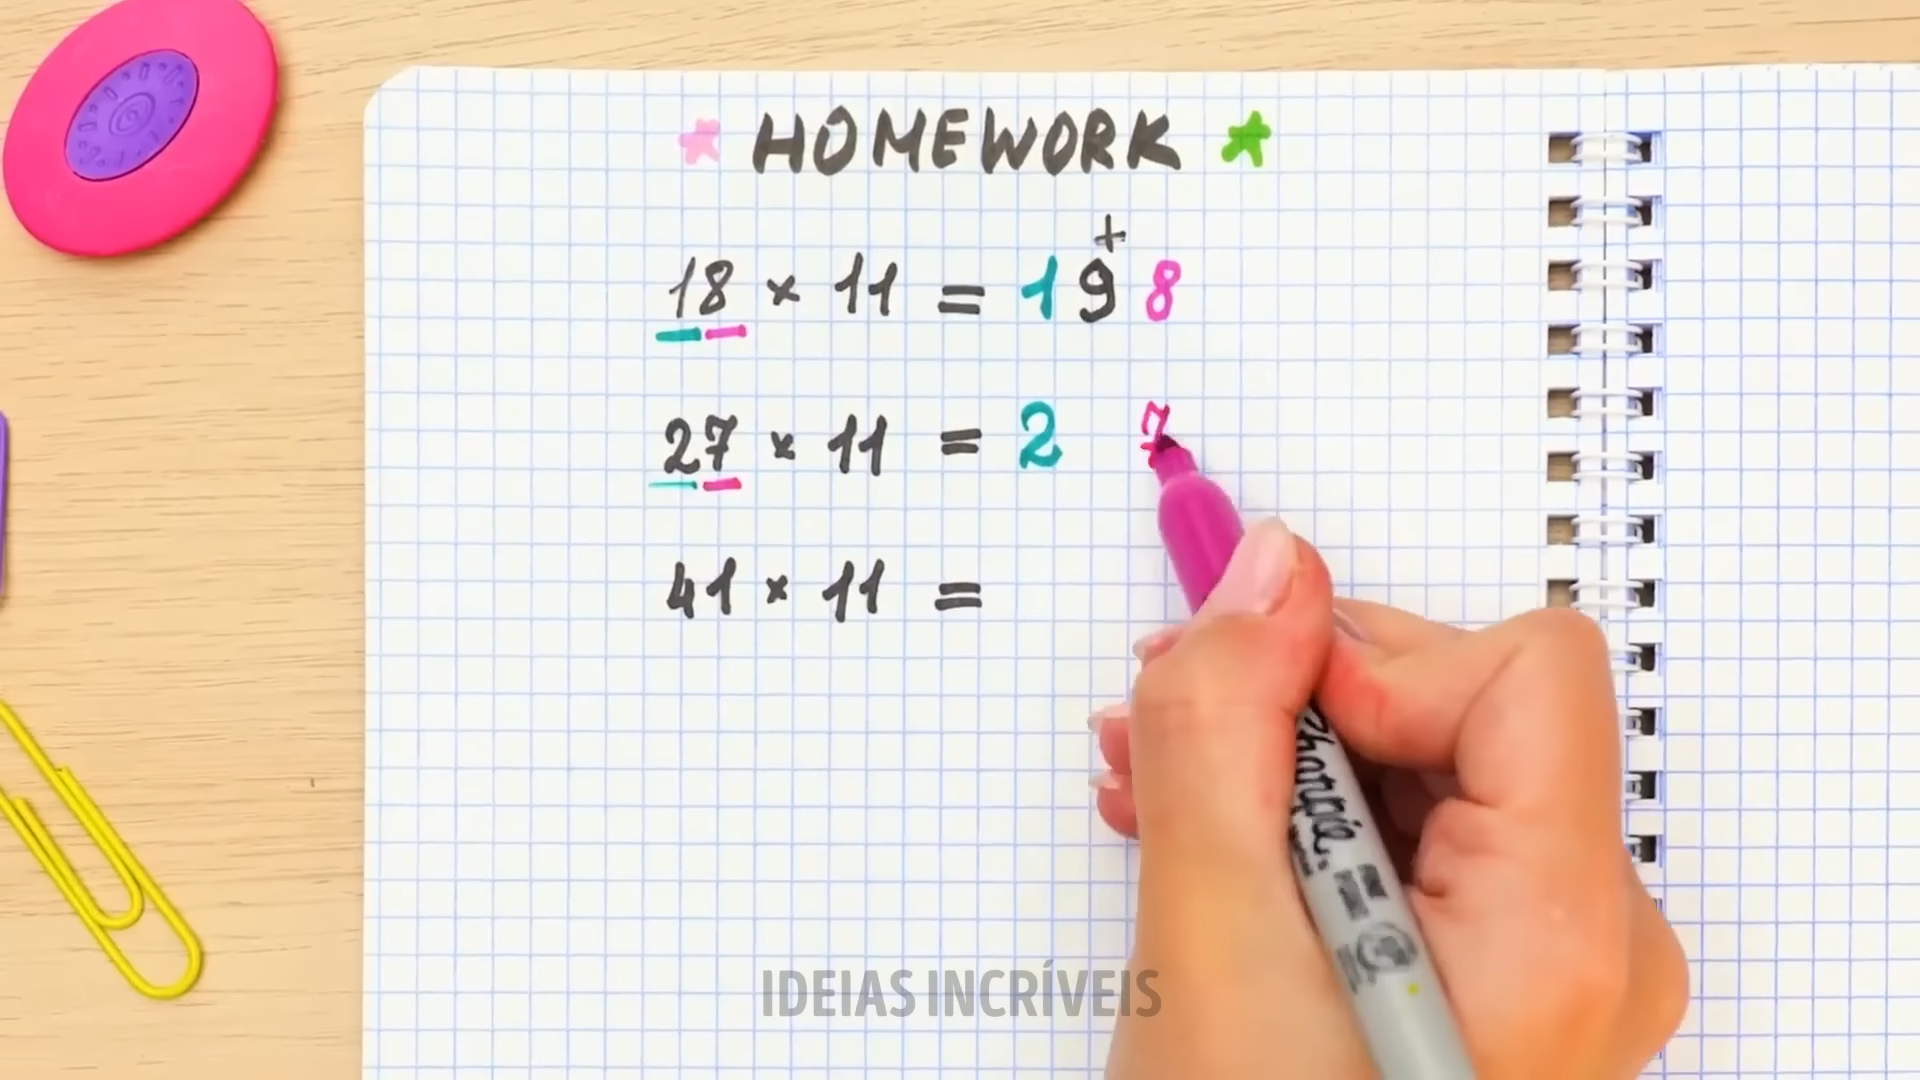 HOMEWORK
+
18 × 11 = 198
27 × 11 = 2 7
41 × 11 =
IDEIAS INCRÍVEIS